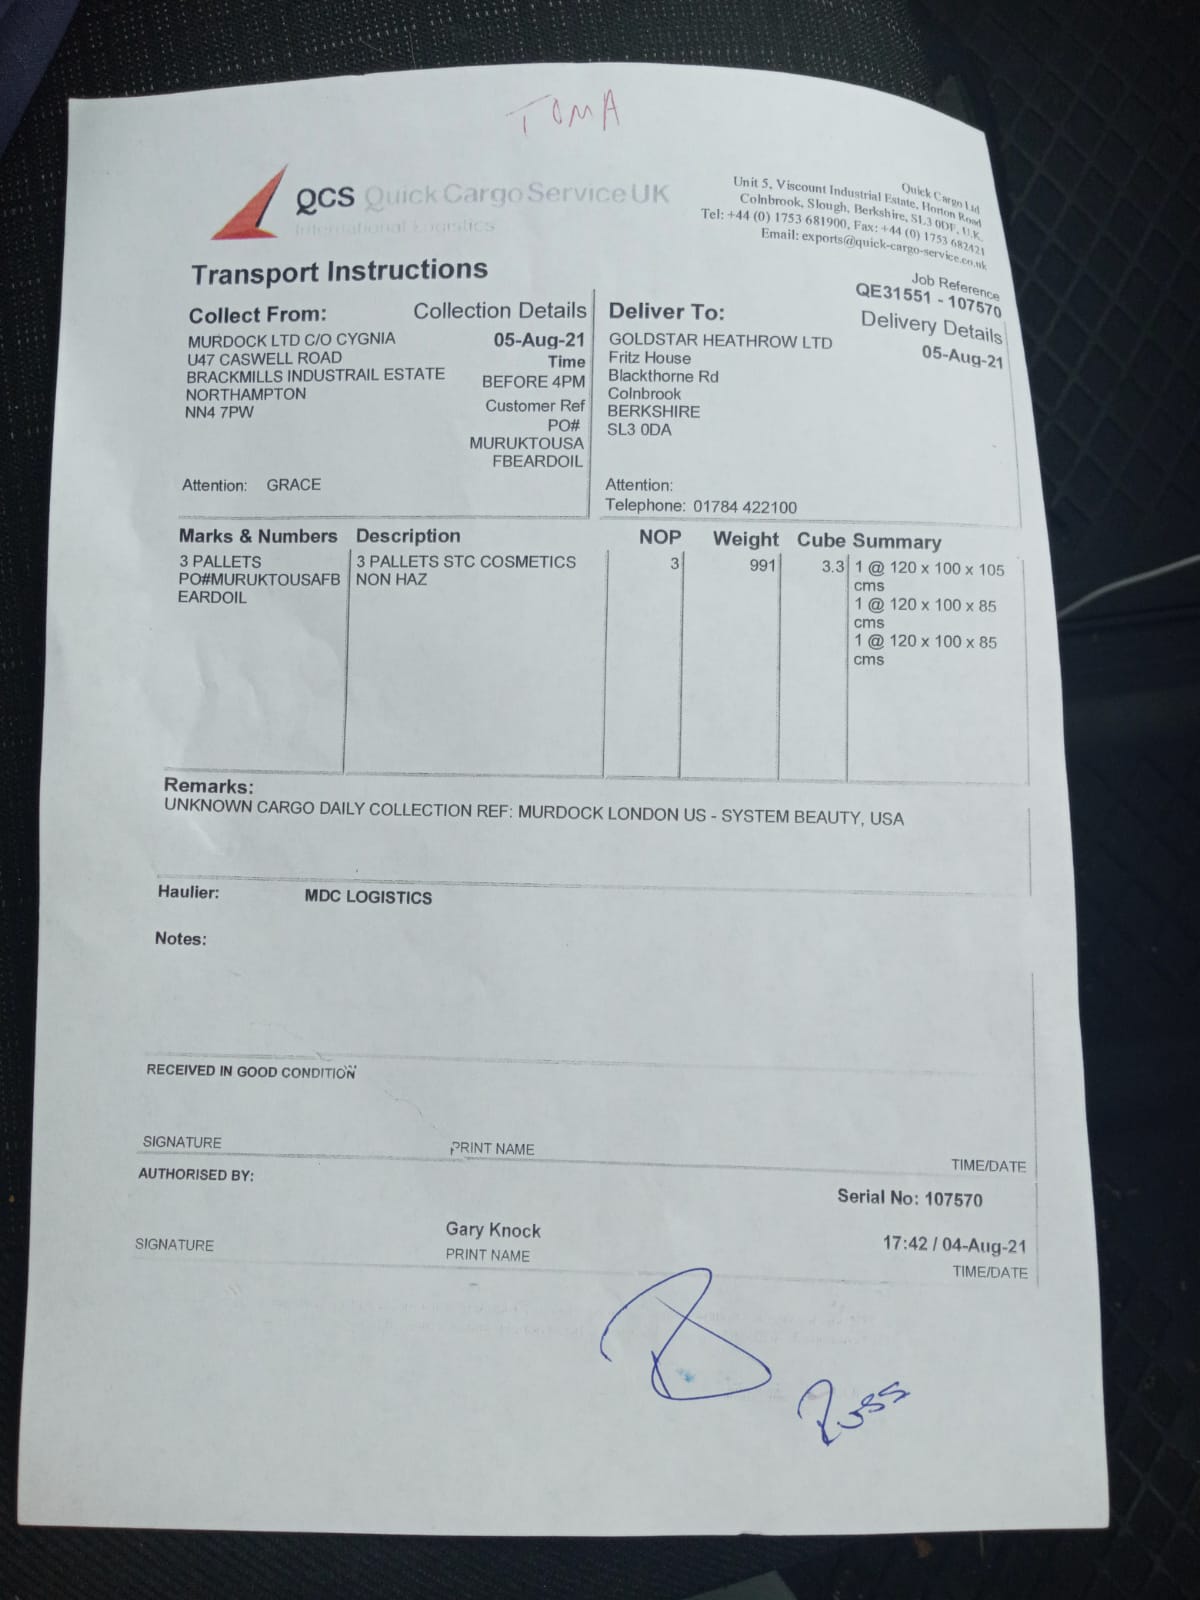 TOMA
QCS Quick Cargo Service UK
International Logistics
Quick Cargo Ltd
Unit 5, Viscount Industrial Estate, Horton Road
Colnbrook, Slough, Berkshire, SL3 0DF, U.K.
Tel: +44 (0) 1753 681900, Fax: +44 (0) 1753 682421
Email: exports@quick-cargo-service.co.uk
Transport Instructions
Job Reference
QE31551 - 107570
Collect From:
MURDOCK LTD C/O CYGNIA
U47 CASWELL ROAD
BRACKMILLS INDUSTRAIL ESTATE
NORTHAMPTON
NN4 7PW
Attention: GRACE
Collection Details
05-Aug-21
Time
BEFORE 4PM
Customer Ref
PO#
MURUKTOUSA
FBEARDOIL
Deliver To:
GOLDSTAR HEATHROW LTD
Fritz House
Blackthorne Rd
Colnbrook
BERKSHIRE
SL3 0DA
Attention:
Telephone: 01784 422100
Delivery Details
05-Aug-21
Marks & Numbers Description NOP Weight Cube Summary
3 PALLETS
PO#MURUKTOUSAFB
EARDOIL
3 PALLETS STC COSMETICS
NON HAZ
3
991
3.3
1 @ 120 x 100 x 105
cms
1 @ 120 x 100 x 85
cms
1 @ 120 x 100 x 85
cms
Remarks:
UNKNOWN CARGO DAILY COLLECTION REF: MURDOCK LONDON US - SYSTEM BEAUTY, USA
Haulier: MDC LOGISTICS
Notes:
RECEIVED IN GOOD CONDITION
SIGNATURE PRINT NAME TIME/DATE
AUTHORISED BY:
Serial No: 107570
Gary Knock 17:42 / 04-Aug-21
SIGNATURE PRINT NAME TIME/DATE
Russ